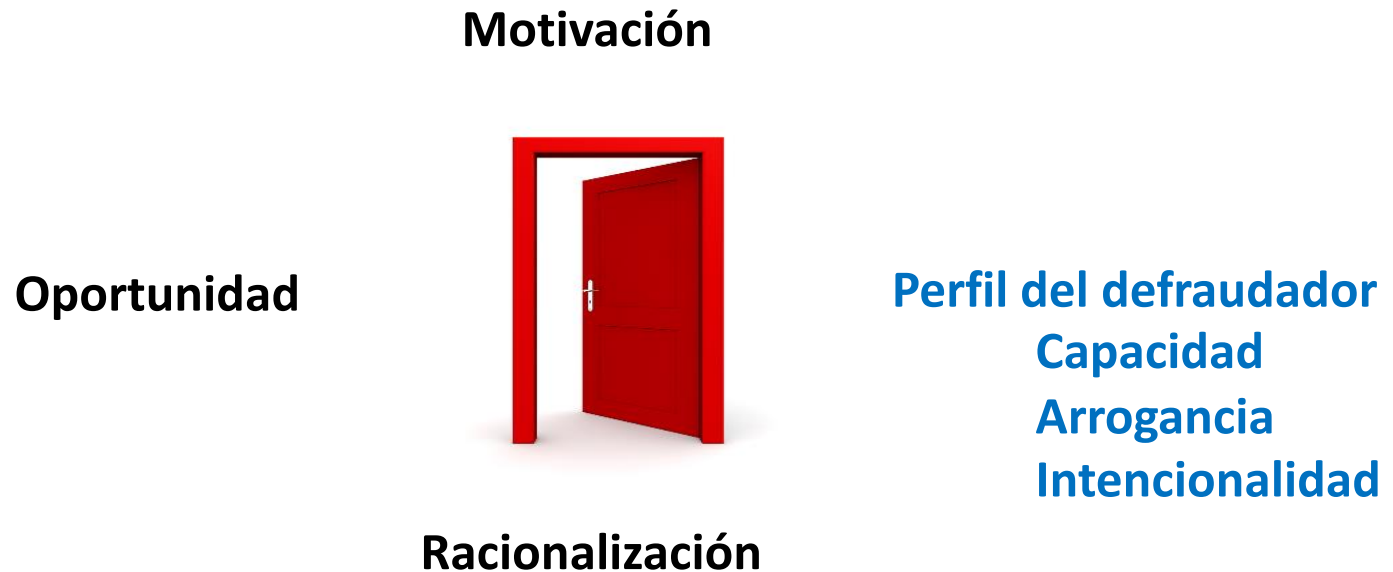 Motivación
Oportunidad
Perfil del defraudador
Capacidad
Arrogancia
Intencionalidad
Racionalización